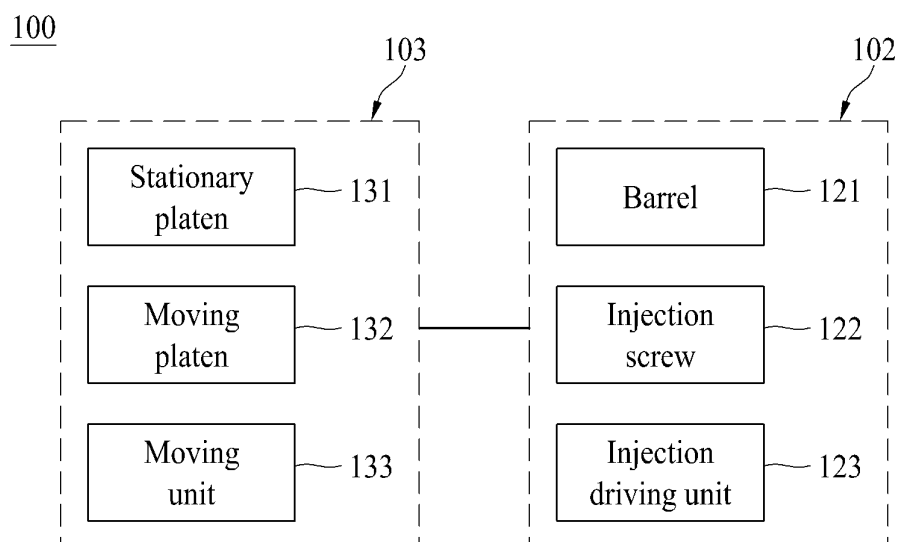 100
103
102
Stationary
platen
131
Barrel
121
Moving
platen
132
Injection
screw
122
Moving
unit
133
Injection
driving unit
123